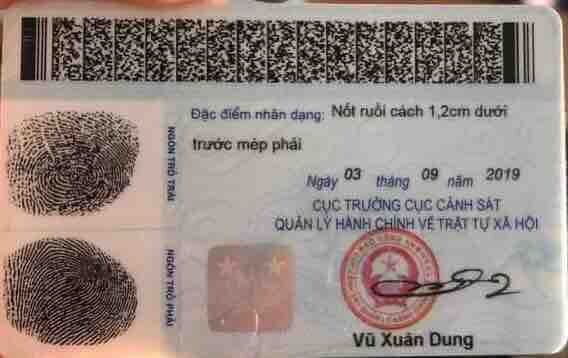 Đặc điểm nhân dạng: Nốt ruồi cách 1,2cm dưới
trước mép phải
Ngày 03 tháng 09 năm 2019
CỤC TRƯỞNG CỤC CẢNH SÁT
QUẢN LÝ HÀNH CHÍNH VỀ TRẬT TỰ XÃ HỘI
NGÓN TRỎ TRÁI
NGÓN TRỎ PHẢI
Vũ Xuân Dung